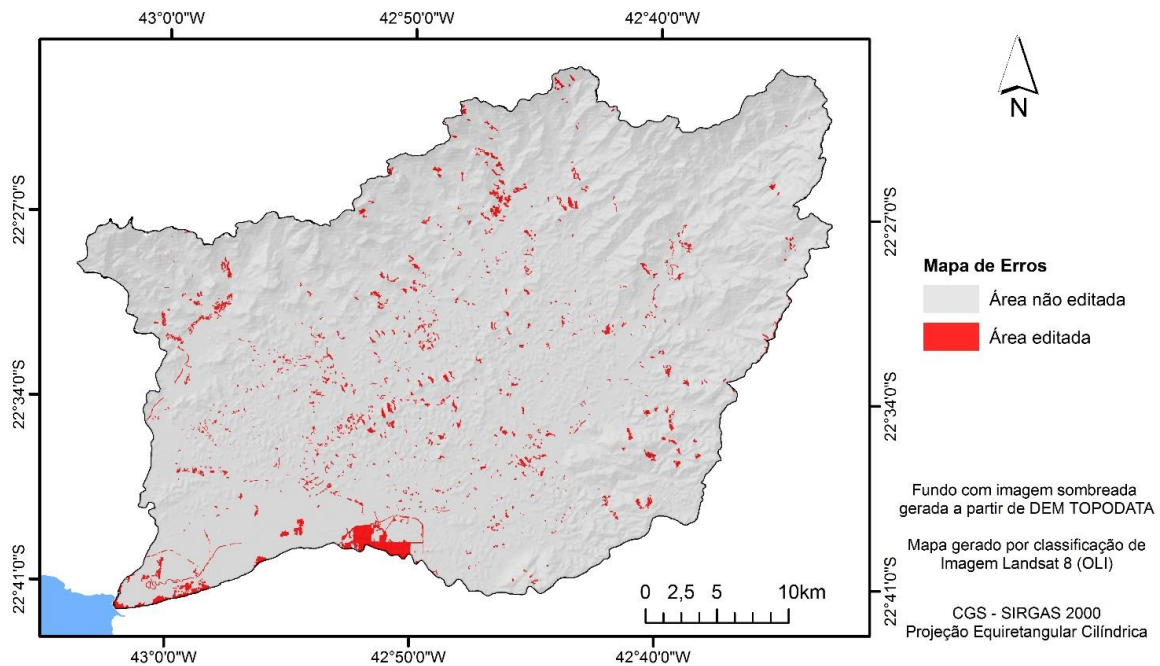 43°0'0"W 42°50'0"W 42°40'0"W
N
22°27'0"S
22°27'0"S
22°34'0"S
22°34'0"S
22°41'0"S
22°41'0"S
Mapa de Erros
Área não editada
Área editada
Fundo com imagem sombreada
gerada a partir de DEM TOPODATA
Mapa gerado por classificação de
Imagem Landsat 8 (OLI)
CGS - SIRGAS 2000
Projeção Equiretangular Cilíndrica
0 2,5 5 10km
43°0'0"W 42°50'0"W 42°40'0"W